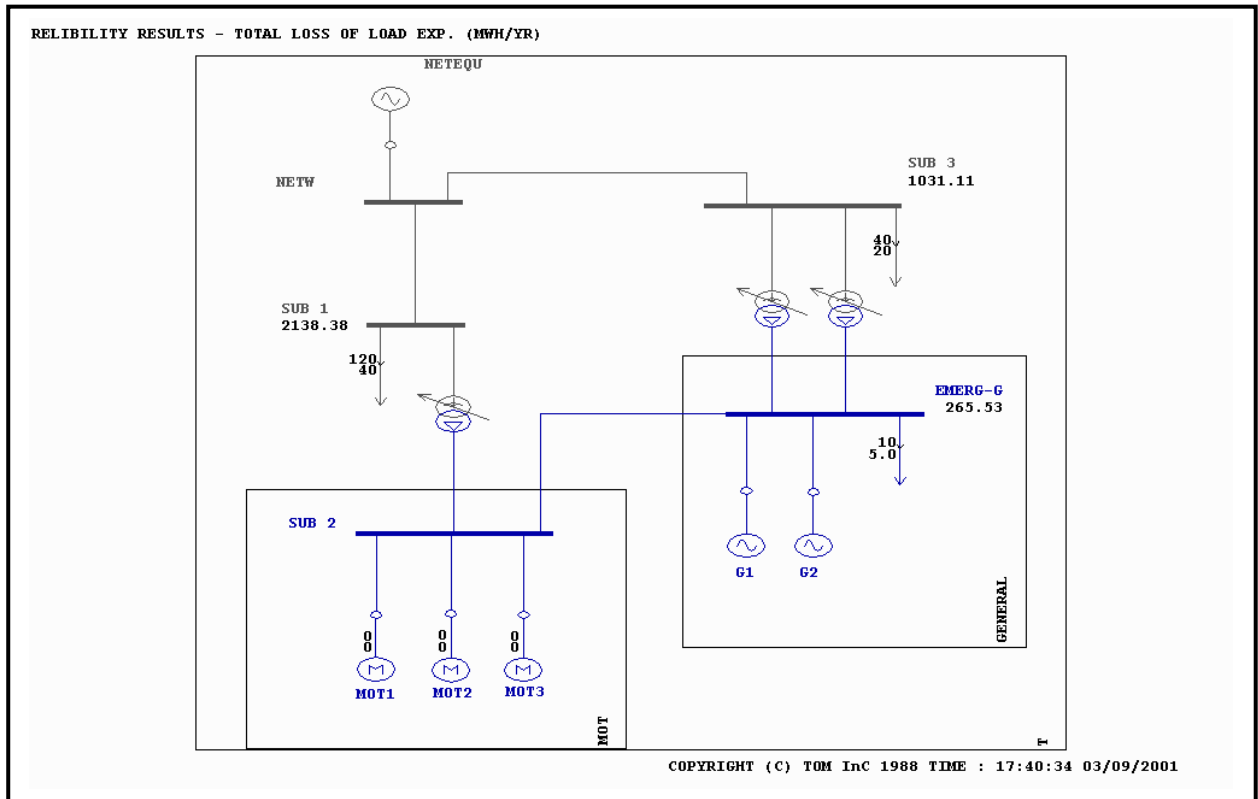 RELIBILITY RESULTS - TOTAL LOSS OF LOAD EXP. (MWH/YR)
NETEQU
SUB 3
1031.11
NETW
40
20
SUB 1
2138.38
120
40
EMERG-G
265.53
10
5.0
SUB 2
G1 G2
GENERAL
0
0
0
0
0
0
MOT1 MOT2 MOT3
MOT
T
COPYRIGHT (C) TOM InC 1988 TIME : 17:40:34 03/09/2001